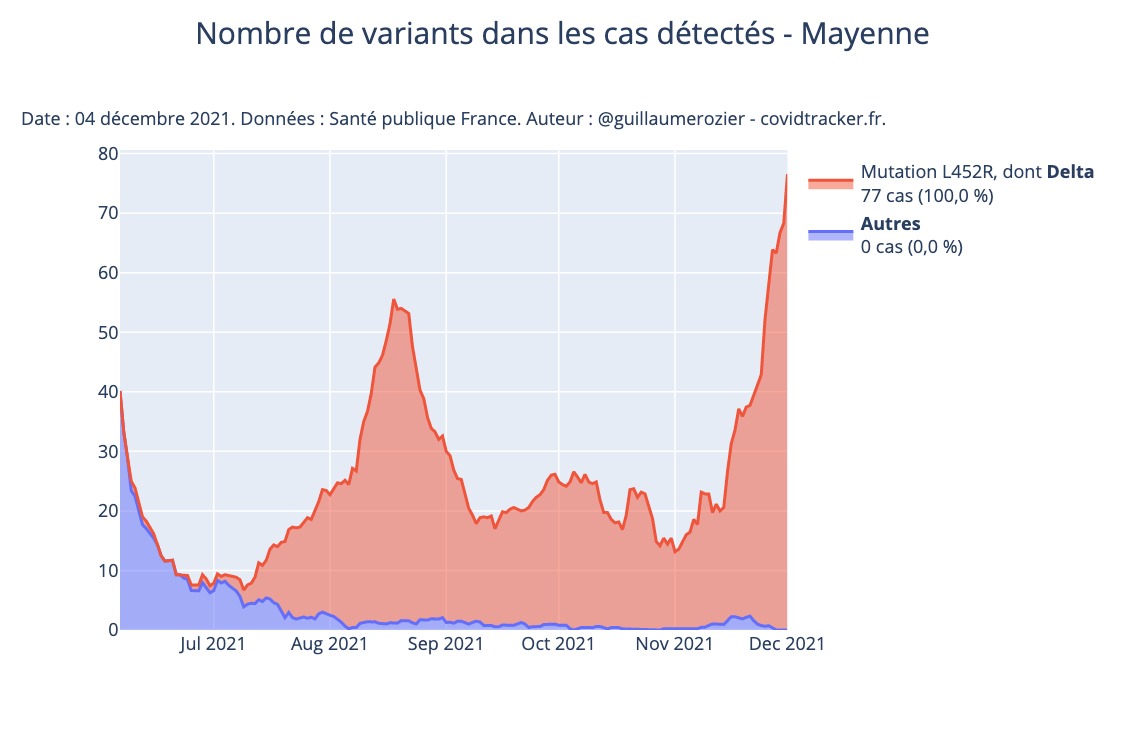 Nombre de variants dans les cas détectés - Mayenne
Date : 04 décembre 2021. Données : Santé publique France. Auteur : @guillaumerozier - covidtracker.fr.
80
70
60
50
40
30
20
10
0
Jul 2021
Aug 2021
Sep 2021
Oct 2021
Nov 2021
Dec 2021
Mutation L452R, dont Delta
77 cas (100,0 %)
Autres
0 cas (0,0 %)